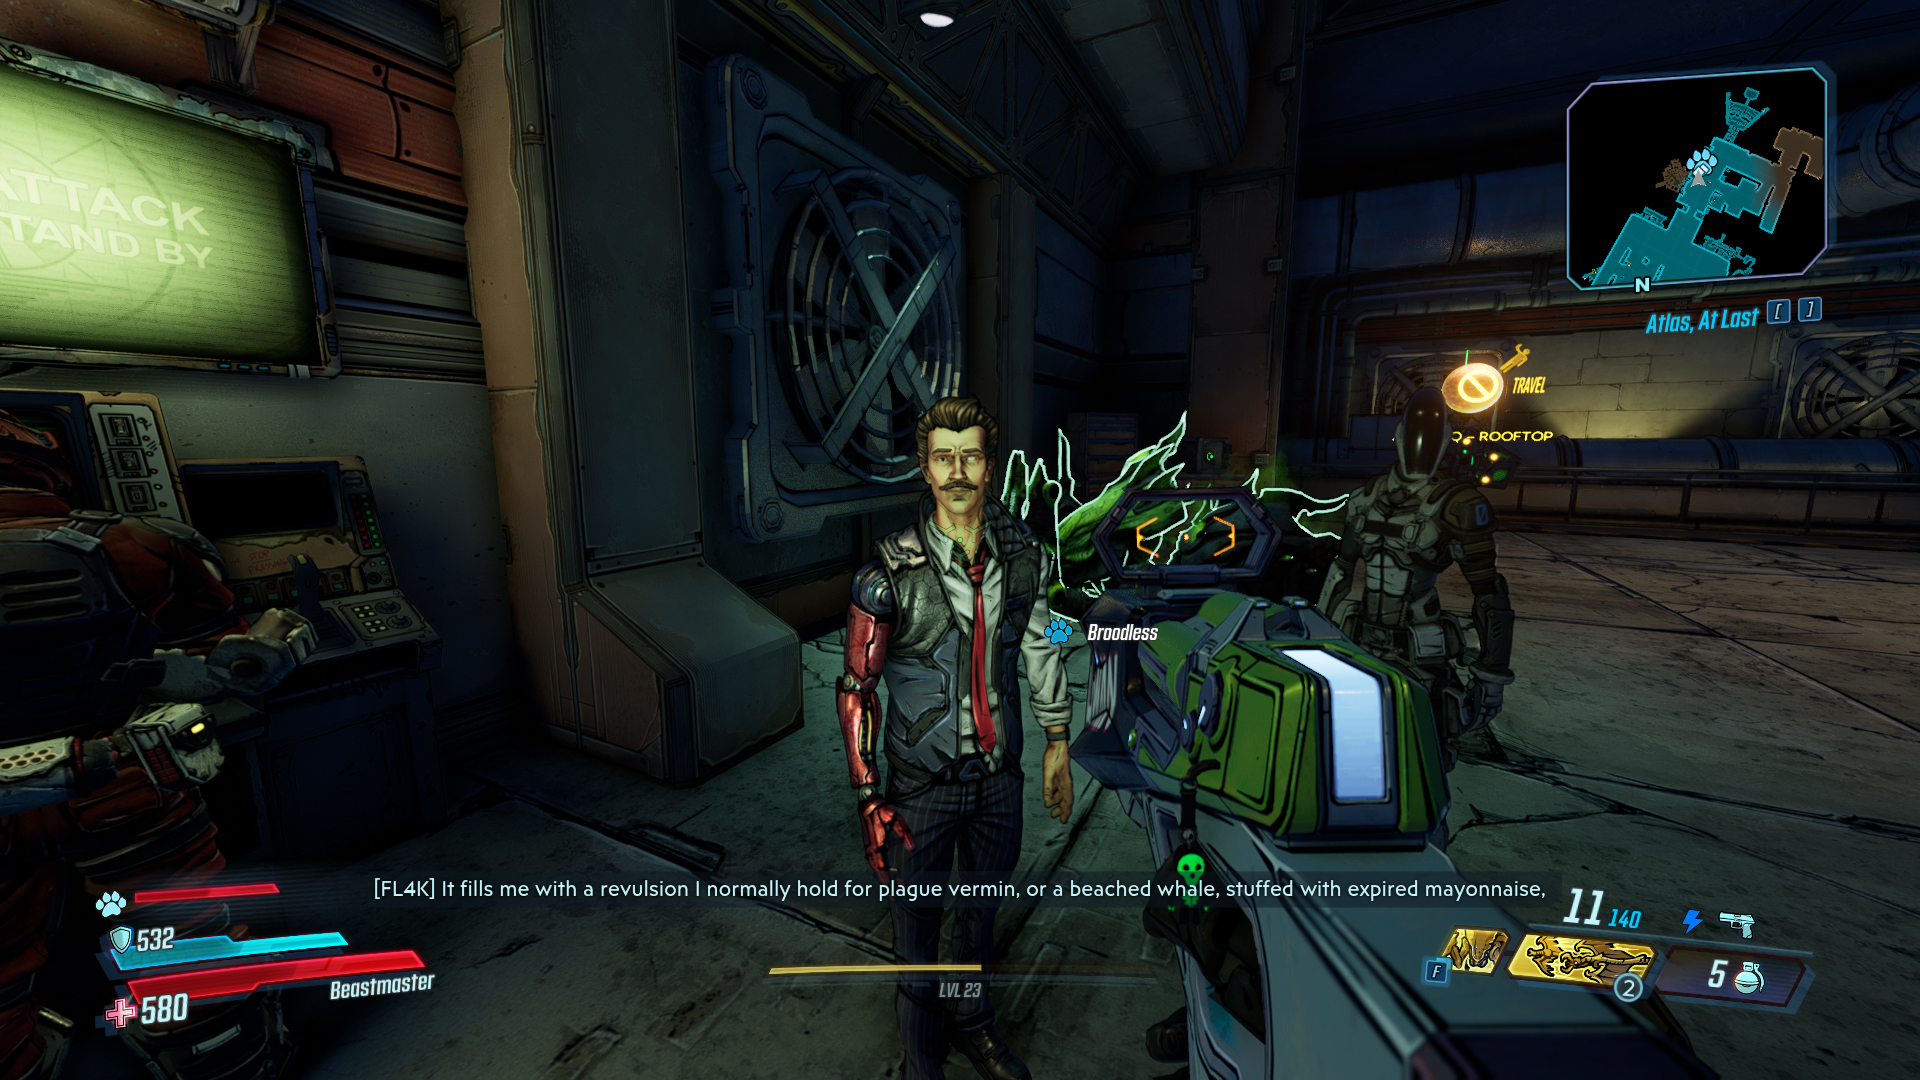 ATTACK
STAND BY
N
Atlas, At Last [ ]
TRAVEL
- ROOFTOP
Broodless
[FL4K] It fills me with a revulsion I normally hold for plague vermin, or a beached whale, stuffed with expired mayonnaise,
532
580
Beastmaster
LVL 23
11 140
F
2
5